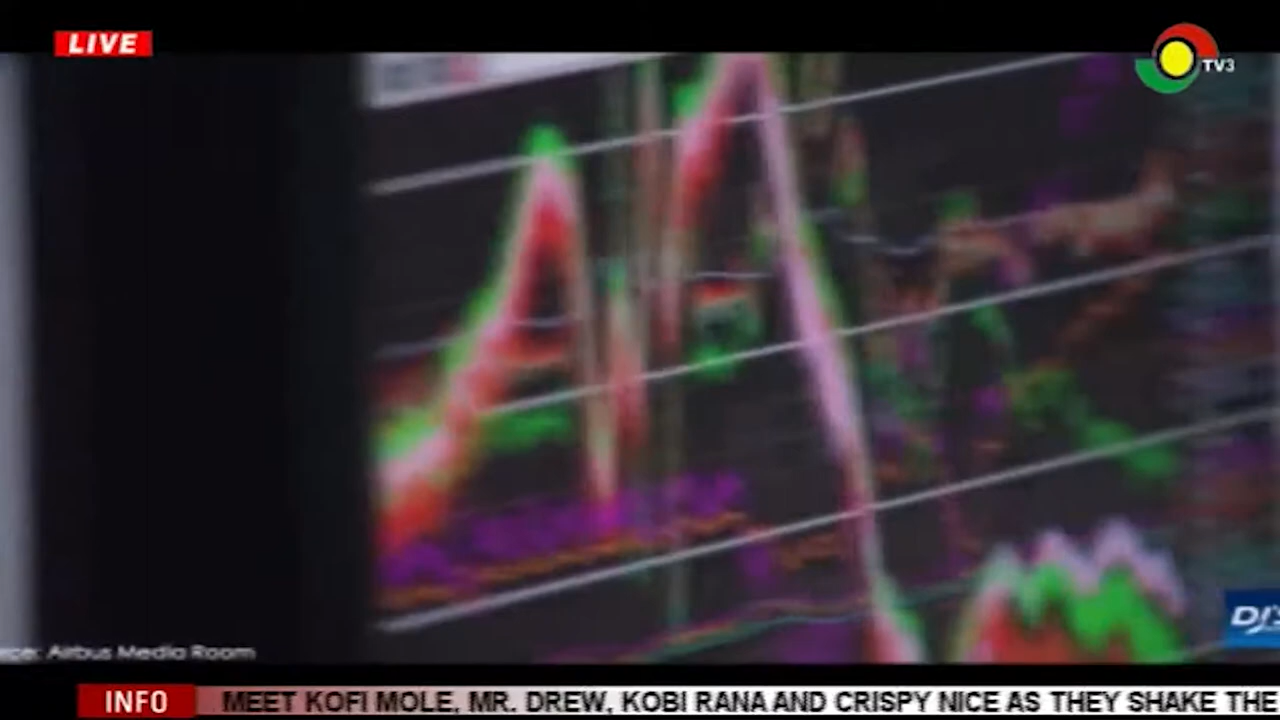 LIVE
TV3
Airbus Media Room
INFO
MEET KOFI MOLE, MR. DREW, KOBI RANA AND CRISPY NICE AS THEY SHAKE THE